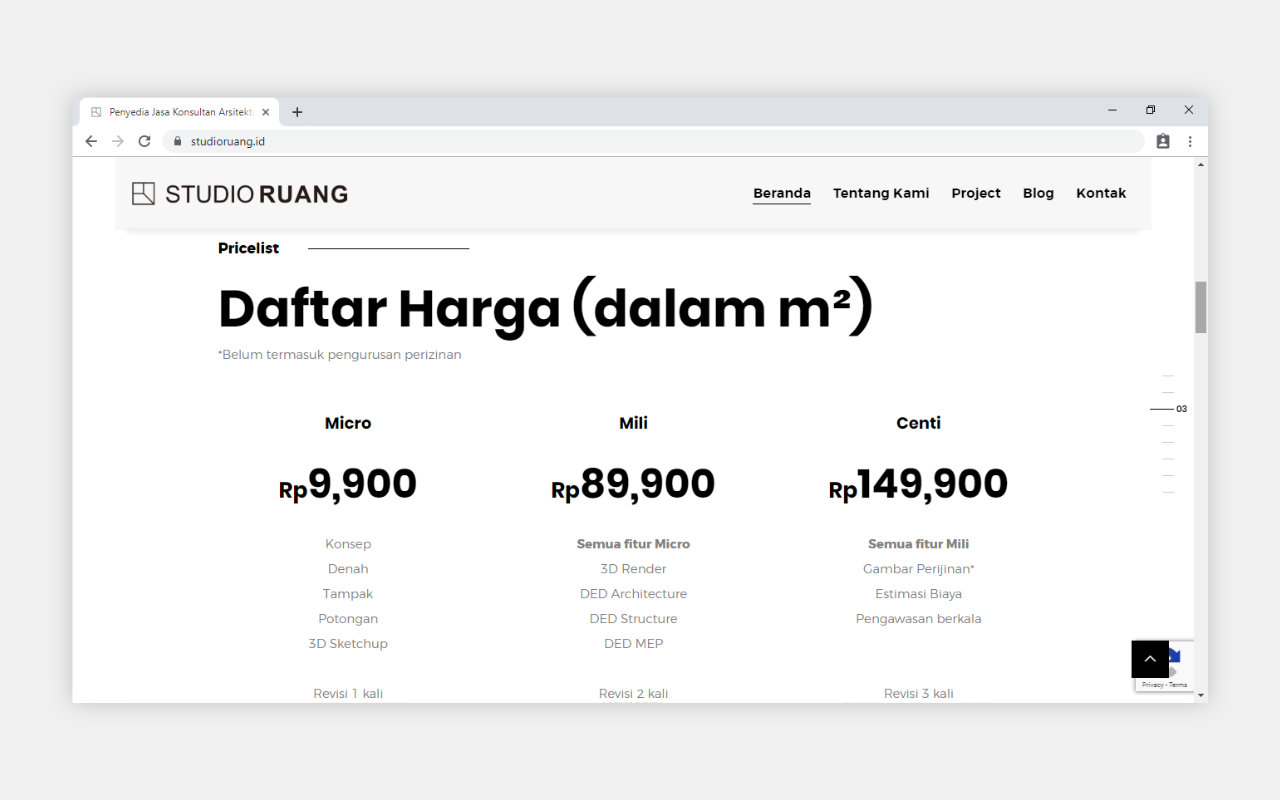 Penyedia Jasa Konsultan Arsitekt
studioruang.id
STUDIO RUANG
Beranda Tentang Kami Project Blog Kontak
Pricelist
Daftar Harga (dalam m²)
*Belum termasuk pengurusan perizinan
03
Micro Mili Centi
Rp9,900 Rp89,900 Rp149,900
Konsep Semua fitur Micro Semua fitur Mili
Denah 3D Render Gambar Perijinan*
Tampak DED Architecture Estimasi Biaya
Potongan DED Structure Pengawasan berkala
3D Sketchup DED MEP
Privacy - Terms
Revisi 1 kali Revisi 2 kali Revisi 3 kali